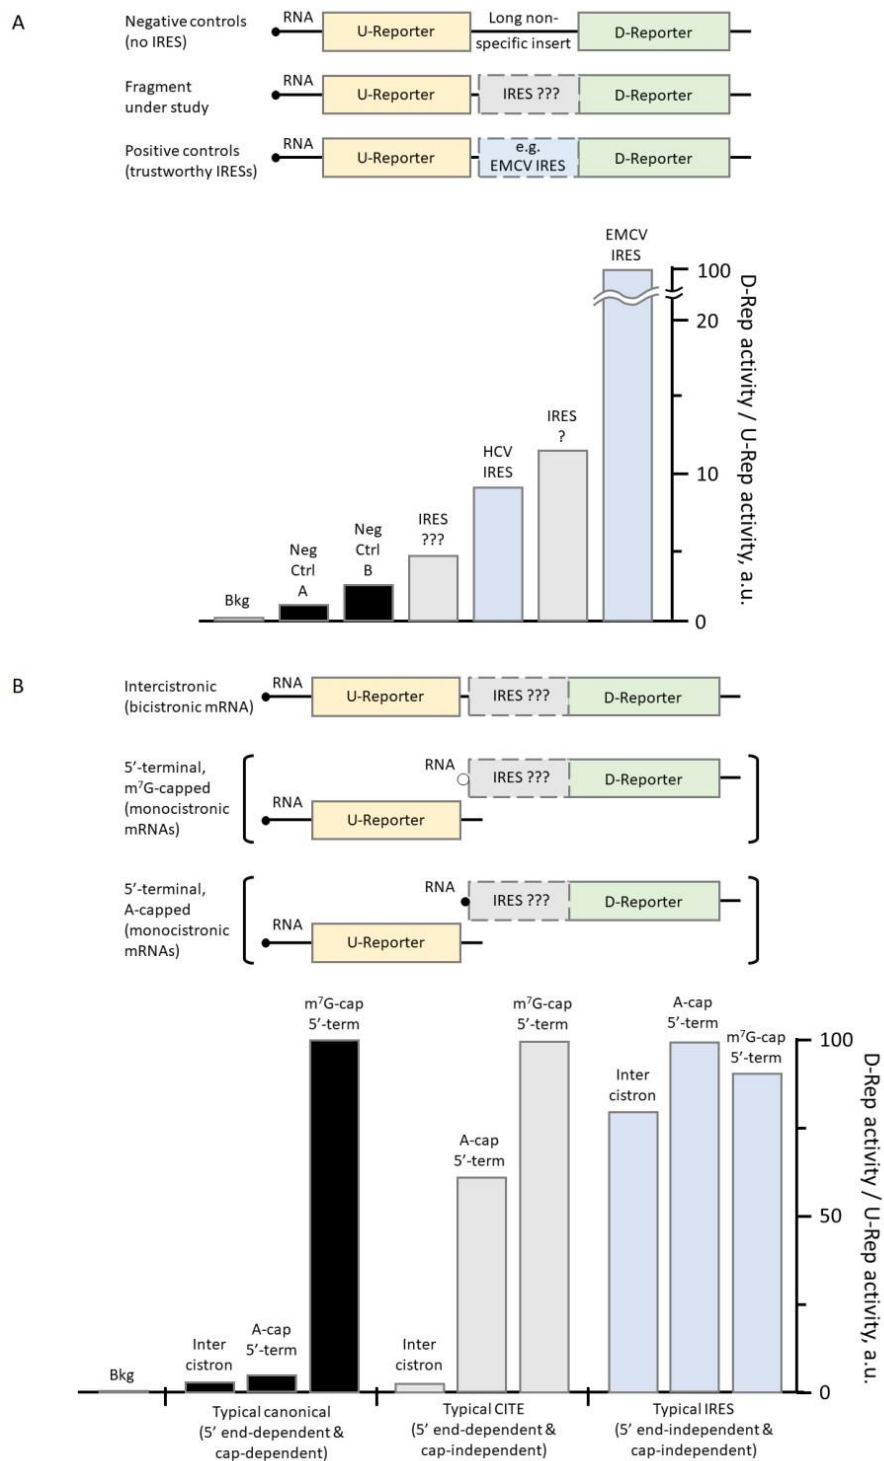 A
Negative controls
(no IRES)
RNA
U-Reporter
Long non-
specific insert
D-Reporter
Fragment
under study
RNA
U-Reporter
IRES ???
D-Reporter
Positive controls
(trustworthy IRESs)
RNA
U-Reporter
e.g.
EMCV IRES
D-Reporter
Bkg
Neg
Ctrl
A
Neg
Ctrl
B
IRES
???
HCV
IRES
IRES
?
EMCV
IRES
100
20
10
0
D-Rep activity / U-Rep activity, a.u.
B
Intercistronic
(bicistronic mRNA)
RNA
U-Reporter
IRES ???
D-Reporter
5′-terminal,
m⁷G-capped
(monocistronic
mRNAs)
RNA
IRES ???
D-Reporter
RNA
U-Reporter
5′-terminal,
A-capped
(monocistronic
mRNAs)
RNA
IRES ???
D-Reporter
RNA
U-Reporter
Bkg
Inter
cistron
A-cap
5′-term
m⁷G-cap
5′-term
Inter
cistron
A-cap
5′-term
m⁷G-cap
5′-term
Inter
cistron
A-cap
5′-term
m⁷G-cap
5′-term
100
50
0
D-Rep activity / U-Rep activity, a.u.
Typical canonical
(5′ end-dependent &
cap-dependent)
Typical CITE
(5′ end-dependent &
cap-independent)
Typical IRES
(5′ end-independent &
cap-independent)